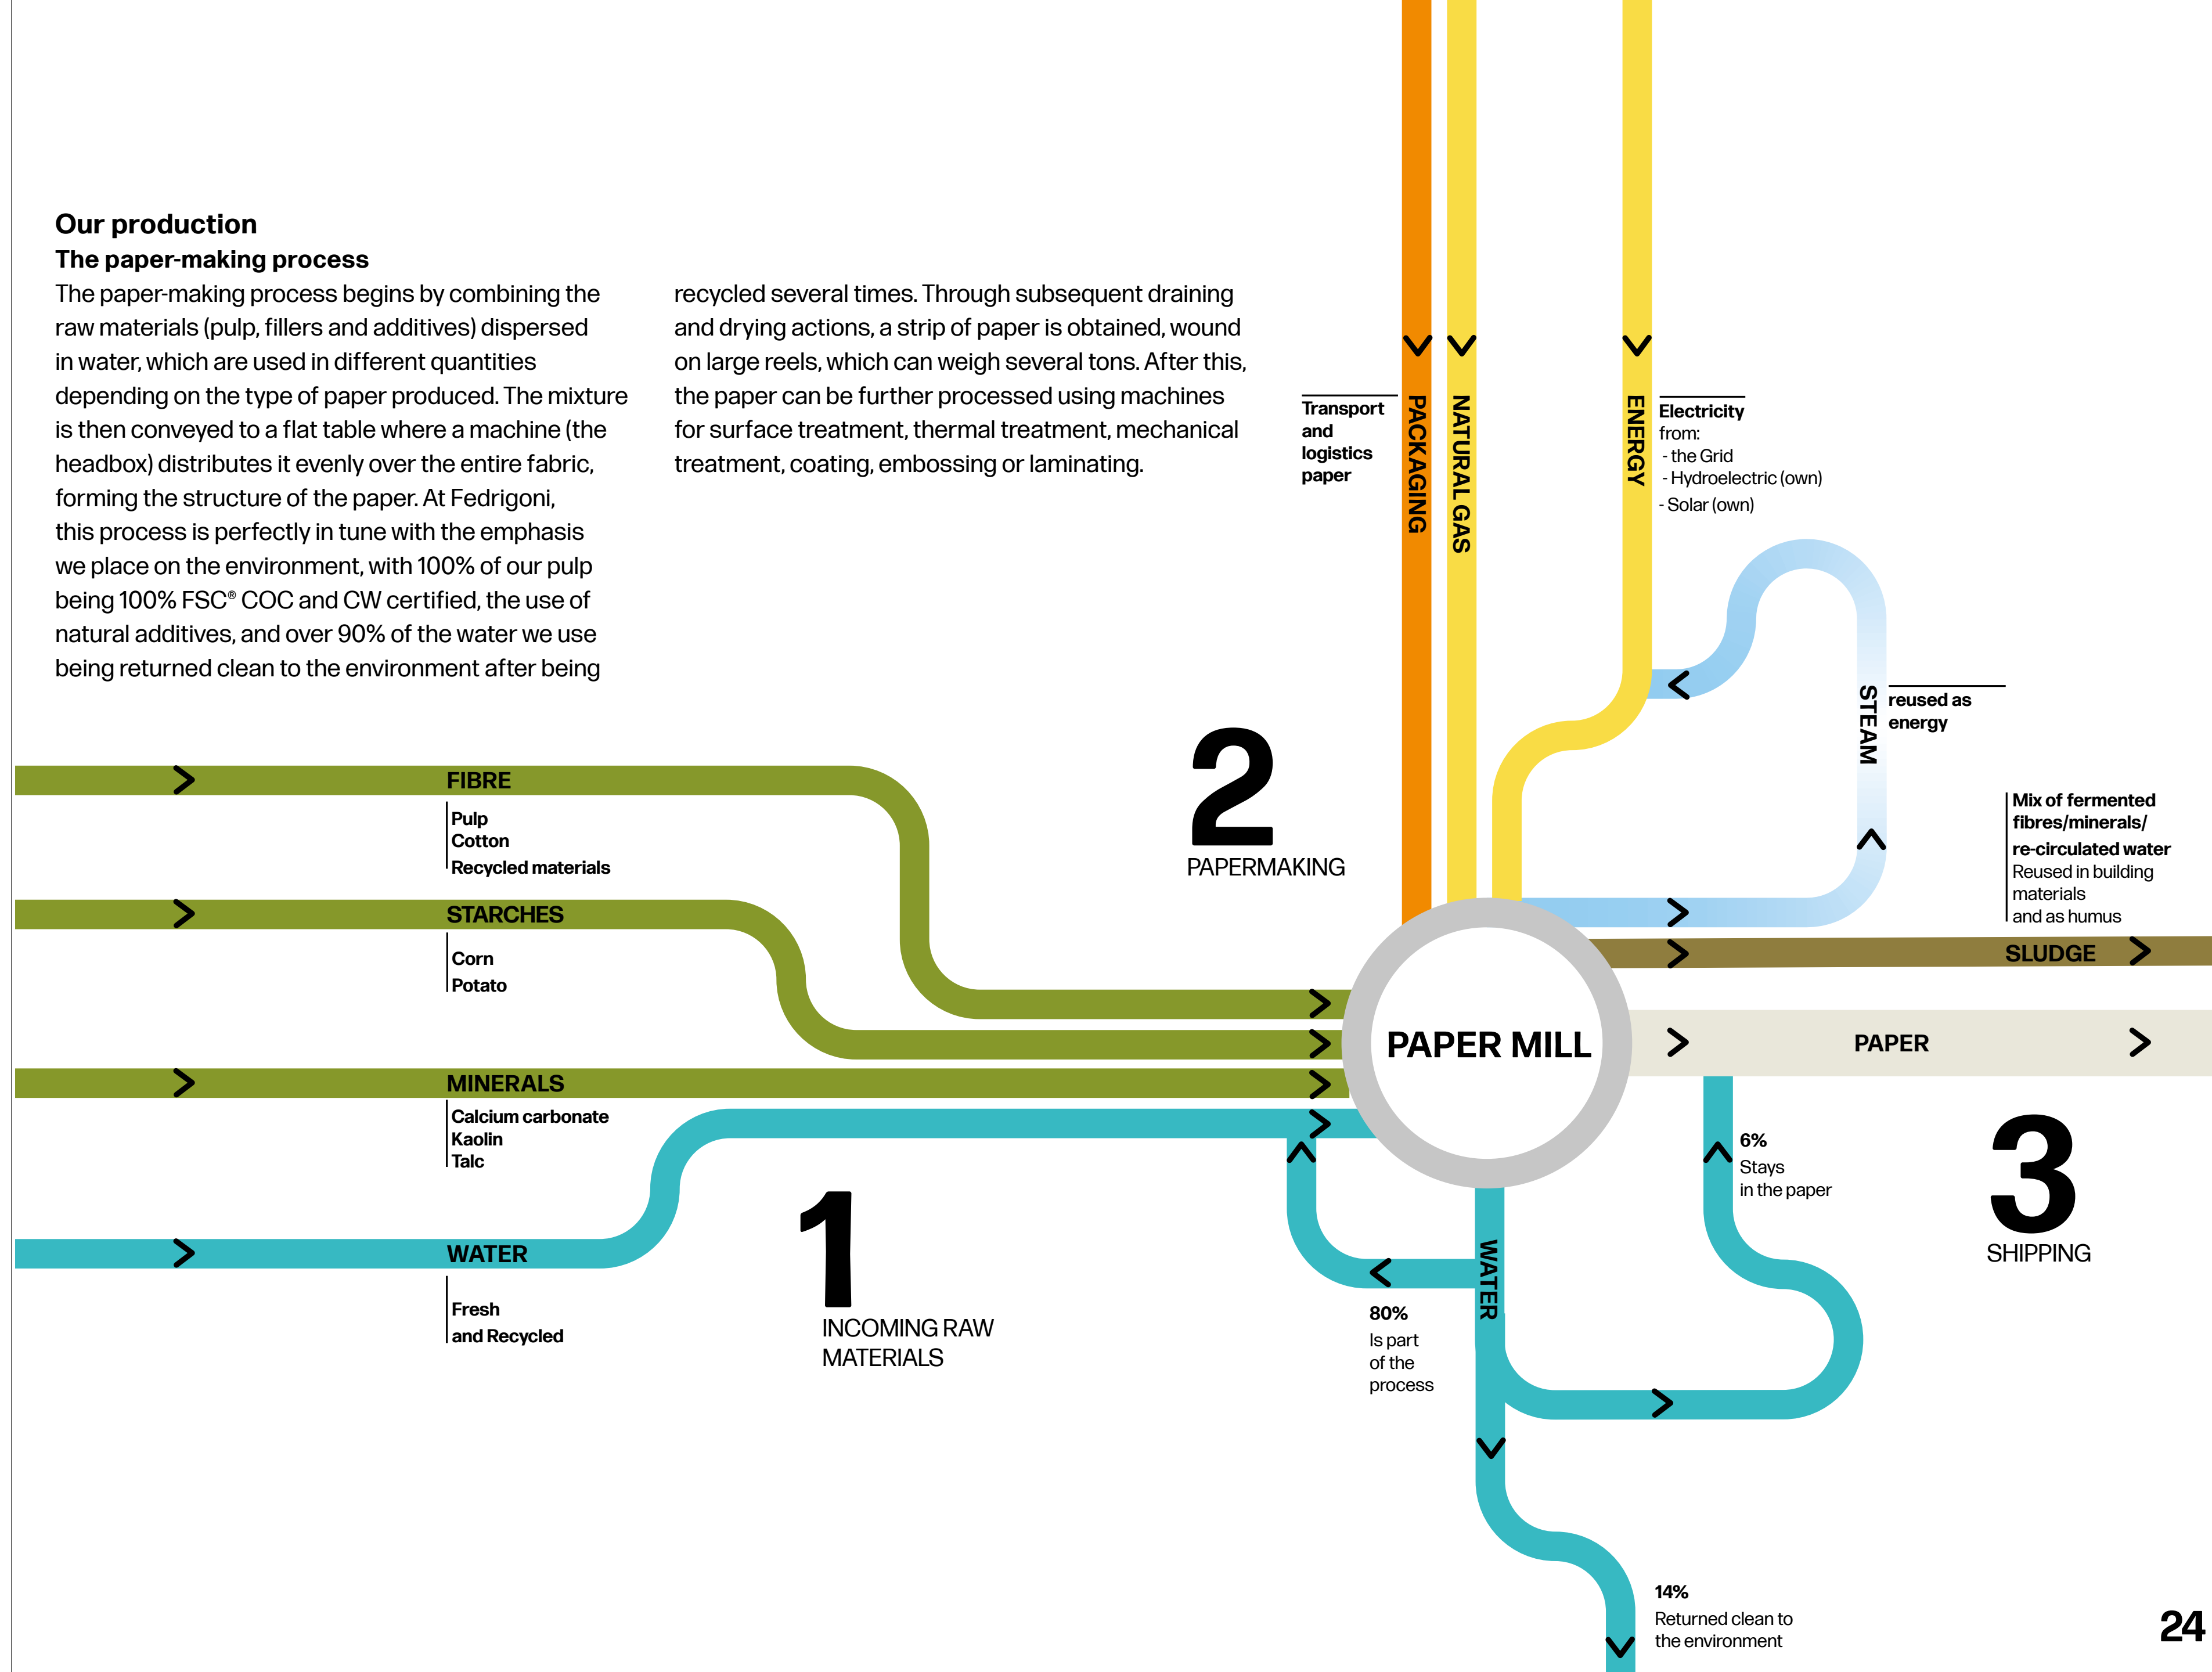 Our production
The paper-making process
The paper-making process begins by combining the
raw materials (pulp, fillers and additives) dispersed
in water, which are used in different quantities
depending on the type of paper produced. The mixture
is then conveyed to a flat table where a machine (the
headbox) distributes it evenly over the entire fabric,
forming the structure of the paper. At Fedrigoni,
this process is perfectly in tune with the emphasis
we place on the environment, with 100% of our pulp
being 100% FSC® COC and CW certified, the use of
natural additives, and over 90% of the water we use
being returned clean to the environment after being
recycled several times. Through subsequent draining
and drying actions, a strip of paper is obtained, wound
on large reels, which can weigh several tons. After this,
the paper can be further processed using machines
for surface treatment, thermal treatment, mechanical
treatment, coating, embossing or laminating.
Transport
and
logistics
paper
PACKAGING
NATURAL GAS
ENERGY
Electricity
from:
- the Grid
- Hydroelectric (own)
- Solar (own)
STEAM
reused as
energy
2
PAPERMAKING
FIBRE
Pulp
Cotton
Recycled materials
STARCHES
Corn
Potato
MINERALS
Calcium carbonate
Kaolin
Talc
WATER
Fresh
and Recycled
1
INCOMING RAW
MATERIALS
PAPER MILL
Mix of fermented
fibres/minerals/
re-circulated water
Reused in building
materials
and as humus
SLUDGE
PAPER
6%
Stays
in the paper
3
SHIPPING
WATER
80%
Is part
of the
process
14%
Returned clean to
the environment
24